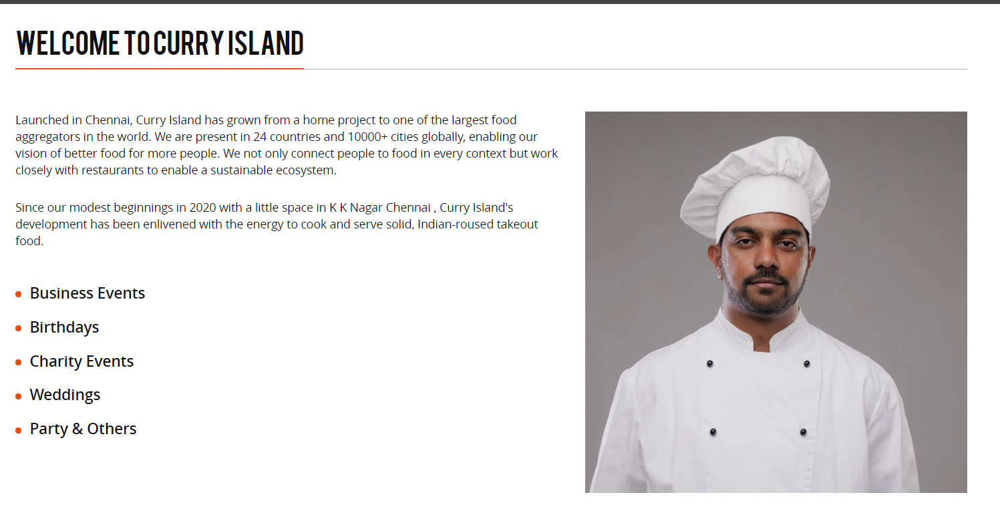 WELCOME TO CURRY ISLAND
Launched in Chennai, Curry Island has grown from a home project to one of the largest food
aggregators in the world. We are present in 24 countries and 10000+ cities globally, enabling our
vision of better food for more people. We not only connect people to food in every context but work
closely with restaurants to enable a sustainable ecosystem.
Since our modest beginnings in 2020 with a little space in K K Nagar Chennai , Curry Island's
development has been enlivened with the energy to cook and serve solid, Indian-roused takeout
food.
Business Events
Birthdays
Charity Events
Weddings
Party & Others